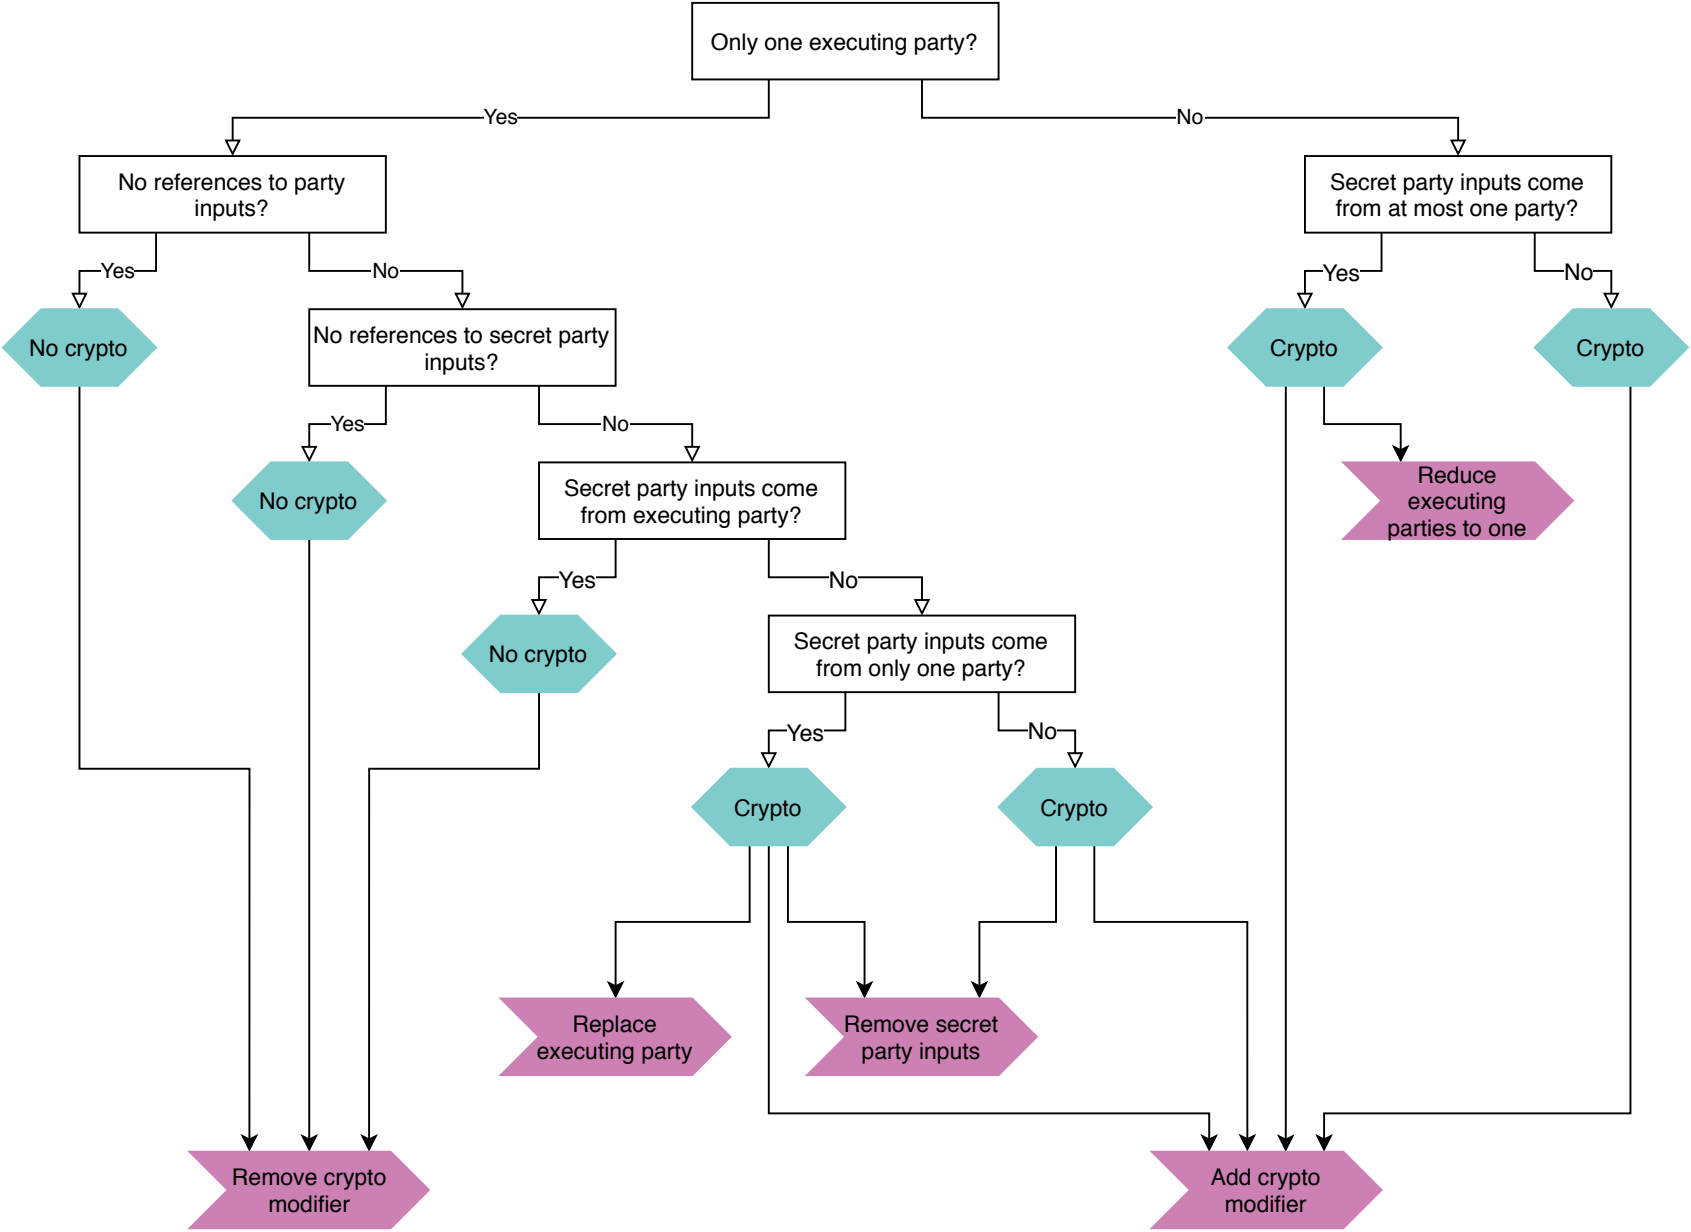 Only one executing party?
Yes
No
No references to party
inputs?
Secret party inputs come
from at most one party?
Yes
No
Yes
No
No crypto
No references to secret party
inputs?
Crypto
Crypto
Yes
No
No crypto
Secret party inputs come
from executing party?
Reduce
executing
parties to one
Yes
No
No crypto
Secret party inputs come
from only one party?
Yes
No
Crypto
Crypto
Replace
executing party
Remove secret
party inputs
Remove crypto
modifier
Add crypto
modifier